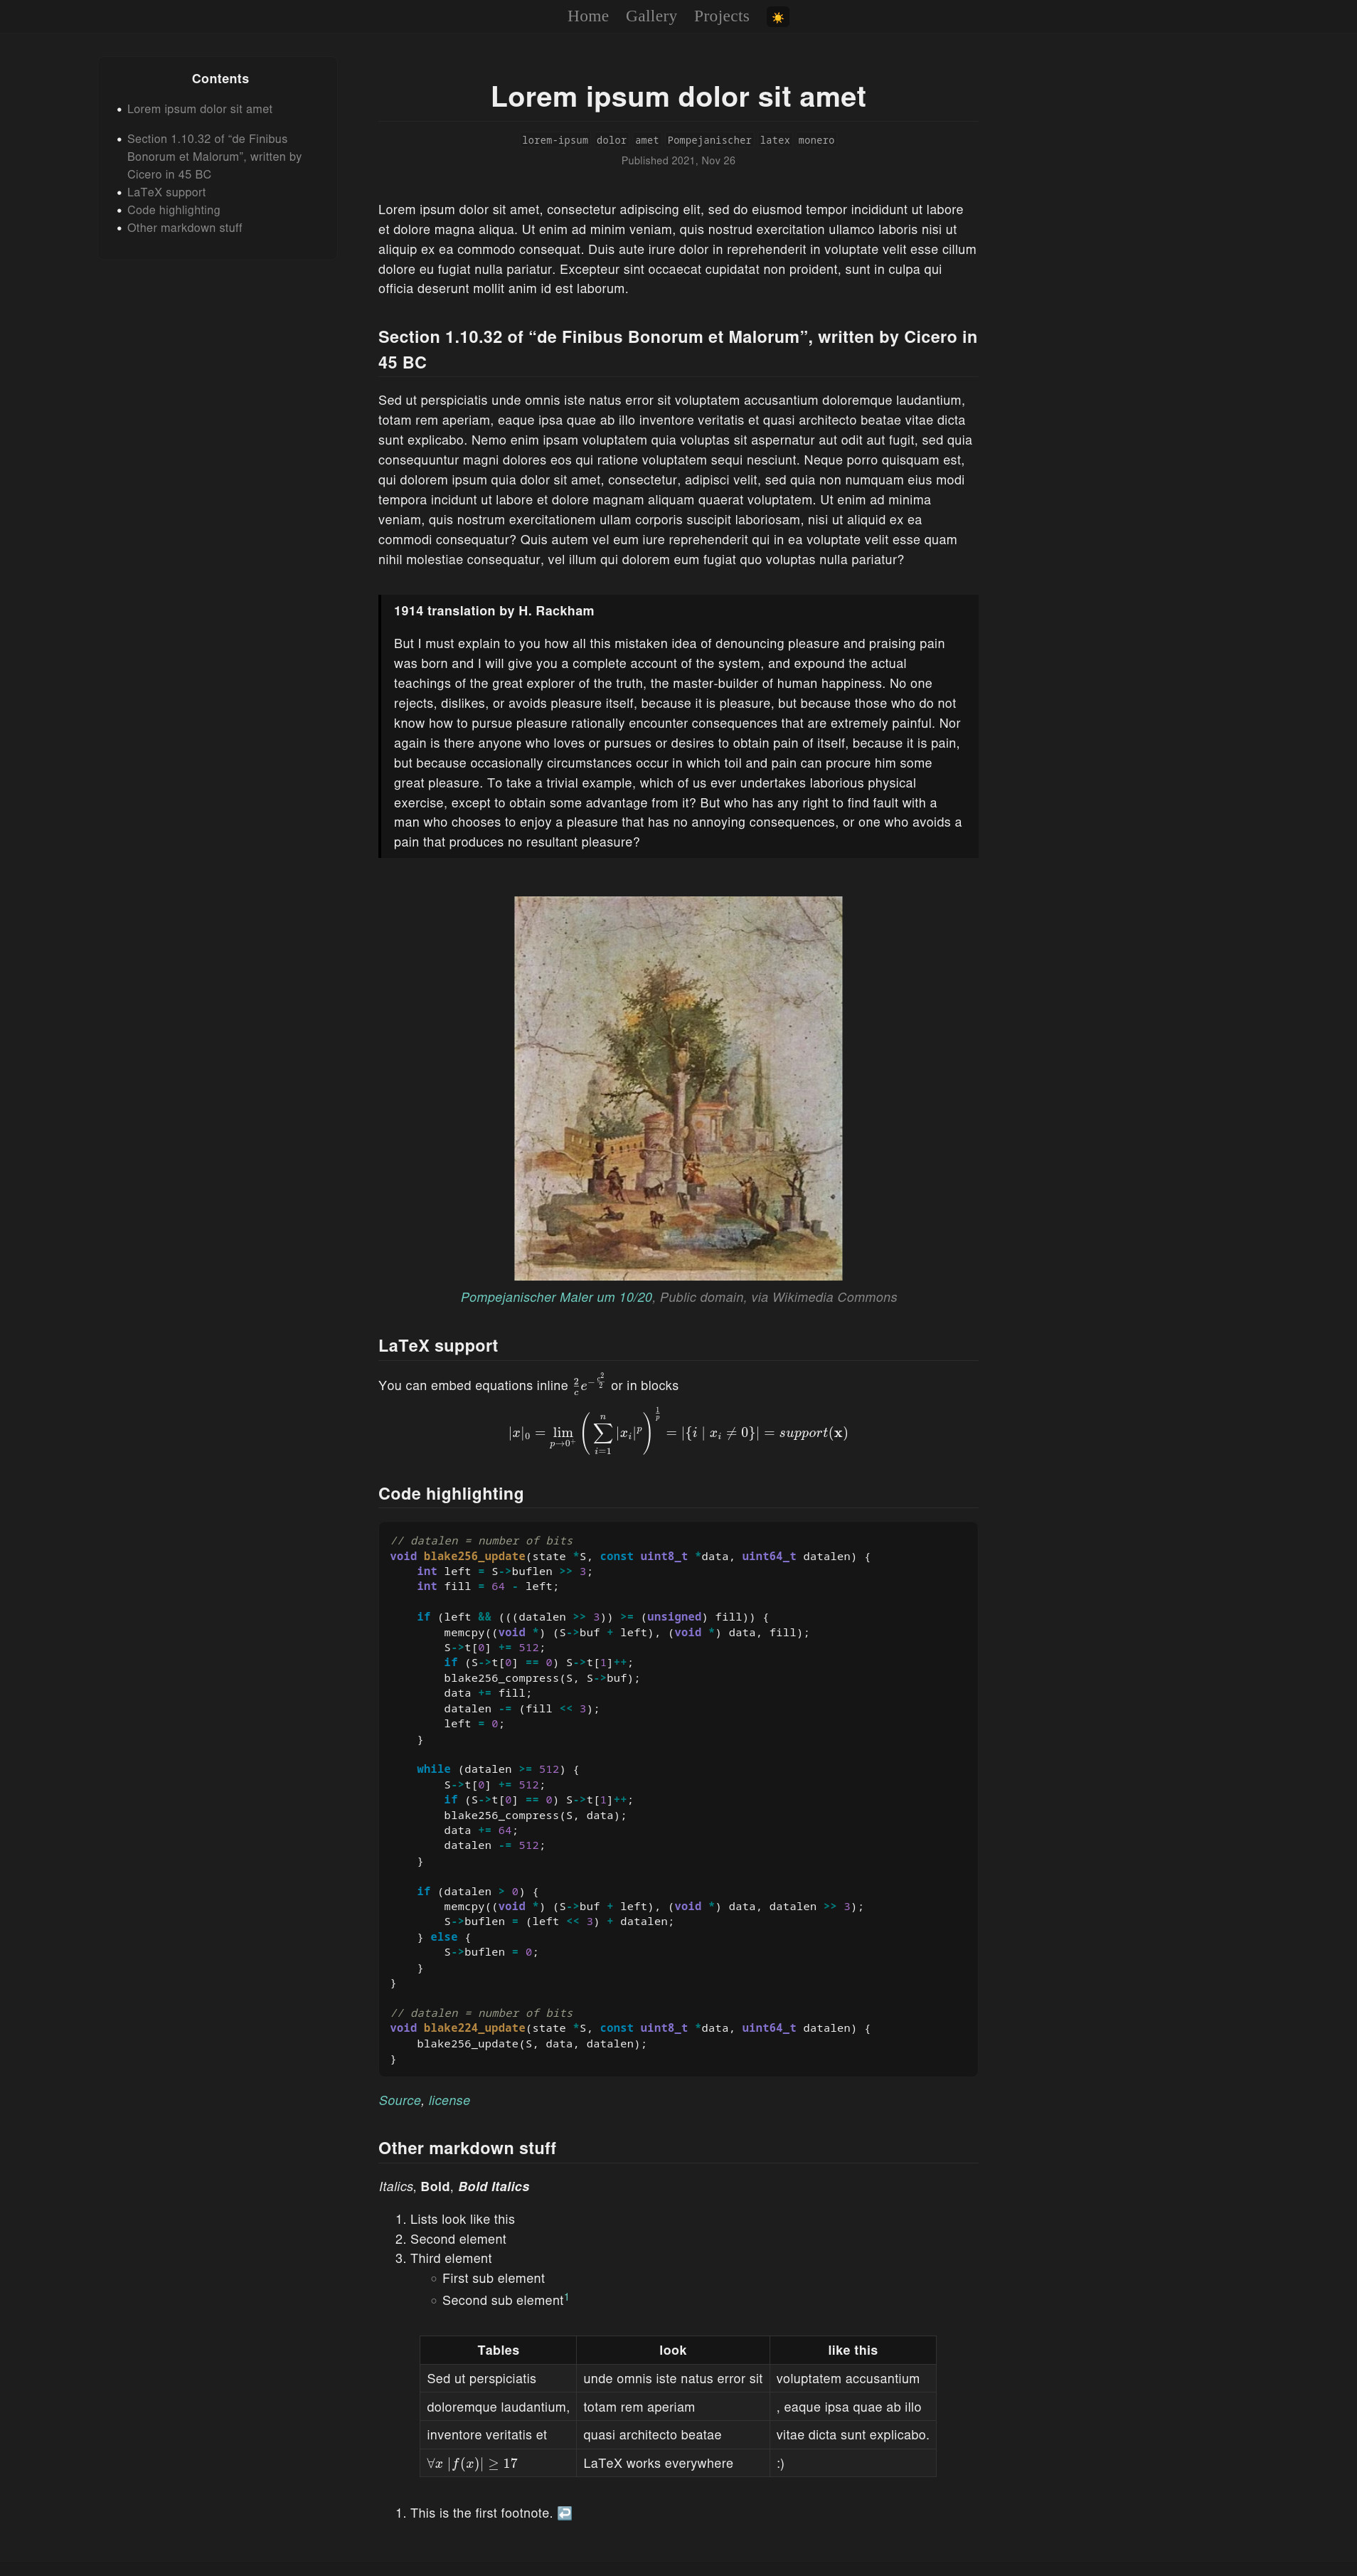 Home Gallery Projects ☀️
Contents
• Lorem ipsum dolor sit amet
• Section 1.10.32 of “de Finibus
Bonorum et Malorum”, written by
Cicero in 45 BC
• LaTeX support
• Code highlighting
• Other markdown stuff
Lorem ipsum dolor sit amet
lorem-ipsum dolor amet Pompejanischer latex monero
Published 2021, Nov 26
Lorem ipsum dolor sit amet, consectetur adipiscing elit, sed do eiusmod tempor incididunt ut labore
et dolore magna aliqua. Ut enim ad minim veniam, quis nostrud exercitation ullamco laboris nisi ut
aliquip ex ea commodo consequat. Duis aute irure dolor in reprehenderit in voluptate velit esse cillum
dolore eu fugiat nulla pariatur. Excepteur sint occaecat cupidatat non proident, sunt in culpa qui
officia deserunt mollit anim id est laborum.
Section 1.10.32 of “de Finibus Bonorum et Malorum”, written by Cicero in
45 BC
Sed ut perspiciatis unde omnis iste natus error sit voluptatem accusantium doloremque laudantium,
totam rem aperiam, eaque ipsa quae ab illo inventore veritatis et quasi architecto beatae vitae dicta
sunt explicabo. Nemo enim ipsam voluptatem quia voluptas sit aspernatur aut odit aut fugit, sed quia
consequuntur magni dolores eos qui ratione voluptatem sequi nesciunt. Neque porro quisquam est,
qui dolorem ipsum quia dolor sit amet, consectetur, adipisci velit, sed quia non numquam eius modi
tempora incidunt ut labore et dolore magnam aliquam quaerat voluptatem. Ut enim ad minima
veniam, quis nostrum exercitationem ullam corporis suscipit laboriosam, nisi ut aliquid ex ea
commodi consequatur? Quis autem vel eum iure reprehenderit qui in ea voluptate velit esse quam
nihil molestiae consequatur, vel illum qui dolorem eum fugiat quo voluptas nulla pariatur?
1914 translation by H. Rackham
But I must explain to you how all this mistaken idea of denouncing pleasure and praising pain
was born and I will give you a complete account of the system, and expound the actual
teachings of the great explorer of the truth, the master-builder of human happiness. No one
rejects, dislikes, or avoids pleasure itself, because it is pleasure, but because those who do not
know how to pursue pleasure rationally encounter consequences that are extremely painful. Nor
again is there anyone who loves or pursues or desires to obtain pain of itself, because it is pain,
but because occasionally circumstances occur in which toil and pain can procure him some
great pleasure. To take a trivial example, which of us ever undertakes laborious physical
exercise, except to obtain some advantage from it? But who has any right to find fault with a
man who chooses to enjoy a pleasure that has no annoying consequences, or one who avoids a
pain that produces no resultant pleasure?
Pompejanischer Maler um 10/20, Public domain, via Wikimedia Commons
LaTeX support
You can embed equations inline 2/c e^(-c²/2) or in blocks
|x|₀ = lim_(p→0⁺) (∑_(i=1)^n |xᵢ|^p)^(1/p) = |{i | xᵢ ≠ 0}| = support(𝐱)
Code highlighting
// datalen = number of bits
void blake256_update(state *S, const uint8_t *data, uint64_t datalen) {
    int left = S->buflen >> 3;
    int fill = 64 - left;
    if (left && (((datalen >> 3)) >= (unsigned) fill)) {
        memcpy((void *) (S->buf + left), (void *) data, fill);
        S->t[0] += 512;
        if (S->t[0] == 0) S->t[1]++;
        blake256_compress(S, S->buf);
        data += fill;
        datalen -= (fill << 3);
        left = 0;
    }
    while (datalen >= 512) {
        S->t[0] += 512;
        if (S->t[0] == 0) S->t[1]++;
        blake256_compress(S, data);
        data += 64;
        datalen -= 512;
    }
    if (datalen > 0) {
        memcpy((void *) (S->buf + left), (void *) data, datalen >> 3);
        S->buflen = (left << 3) + datalen;
    } else {
        S->buflen = 0;
    }
}
// datalen = number of bits
void blake224_update(state *S, const uint8_t *data, uint64_t datalen) {
    blake256_update(S, data, datalen);
}
Source, license
Other markdown stuff
Italics, Bold, Bold Italics
1. Lists look like this
2. Second element
3. Third element
○ First sub element
○ Second sub element¹
Tables look like this
Sed ut perspiciatis unde omnis iste natus error sit voluptatem accusantium
doloremque laudantium, totam rem aperiam , eaque ipsa quae ab illo
inventore veritatis et quasi architecto beatae vitae dicta sunt explicabo.
∀x |f(x)| ≥ 17 LaTeX works everywhere :)
1. This is the first footnote. ↩️